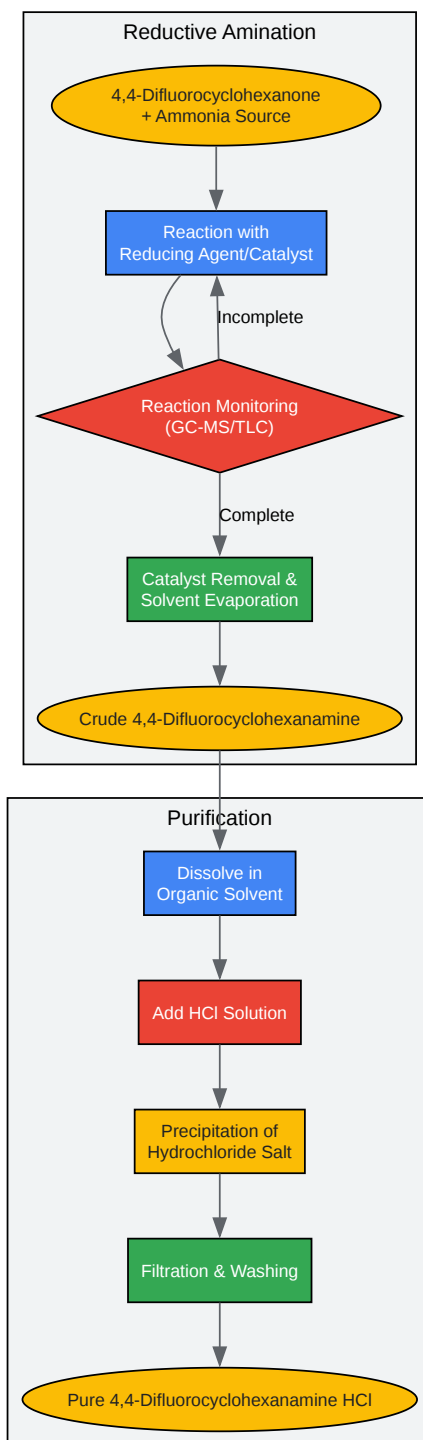 Reductive Amination
4,4-Difluorocyclohexanone
+ Ammonia Source
Reaction with
Reducing Agent/Catalyst
Incomplete
Reaction Monitoring
(GC-MS/TLC)
Complete
Catalyst Removal &
Solvent Evaporation
Crude 4,4-Difluorocyclohexanamine
Purification
Dissolve in
Organic Solvent
Add HCl Solution
Precipitation of
Hydrochloride Salt
Filtration & Washing
Pure 4,4-Difluorocyclohexanamine HCl